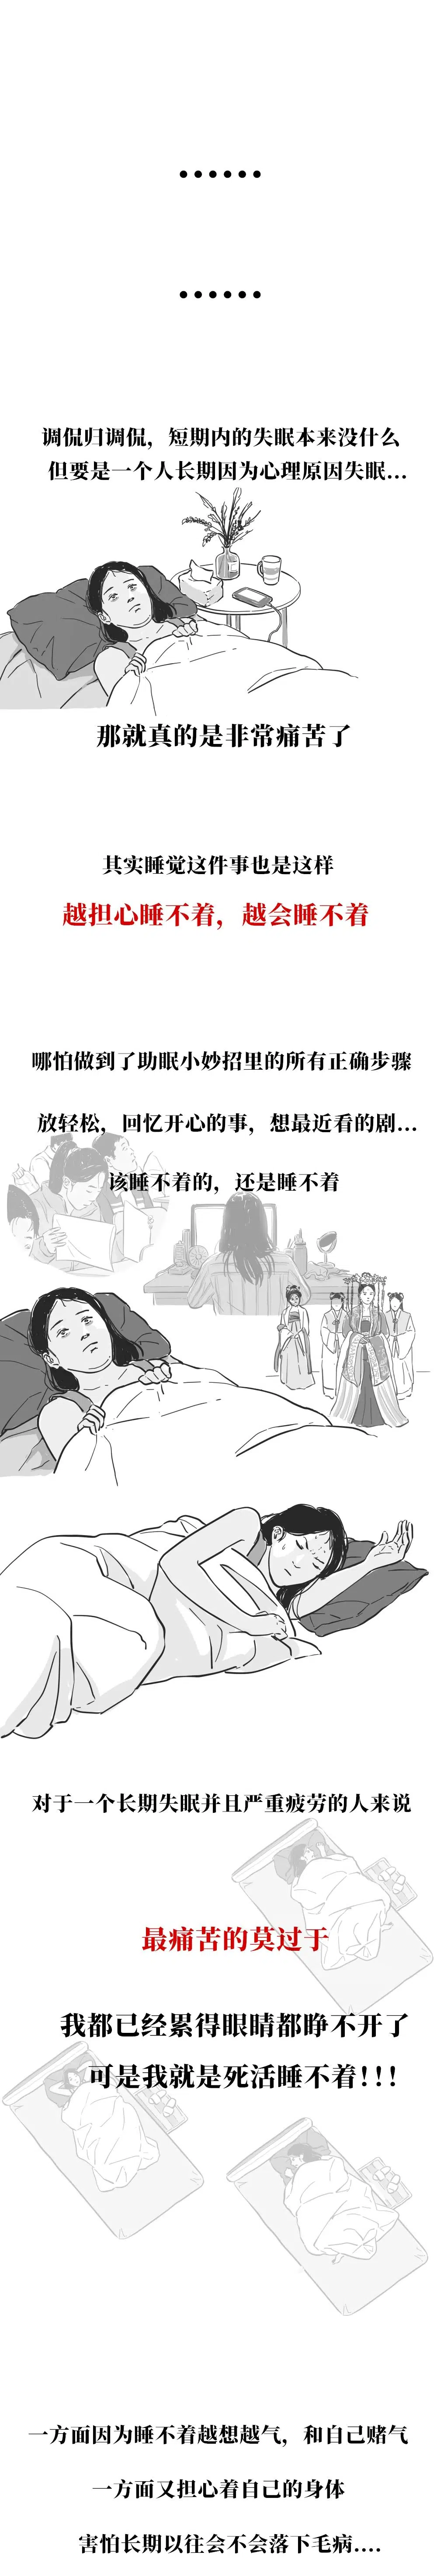 ······
······
调侃归调侃，短期内的失眠本来没什么
但要是一个人长期因为心理原因失眠...
那就真的是非常痛苦了
其实睡觉这件事也是这样
越担心睡不着，越会睡不着
哪怕做到了助眠小妙招里的所有正确步骤
放轻松，回忆开心的事，想最近看的剧...
该睡不着的，还是睡不着
对于一个长期失眠并且严重疲劳的人来说
最痛苦的莫过于
我都已经累得眼睛都睁不开了
可是我就是死活睡不着！！！
一方面因为睡不着越想越气，和自己赌气
一方面又担心着自己的身体
害怕长期以往会不会落下毛病....